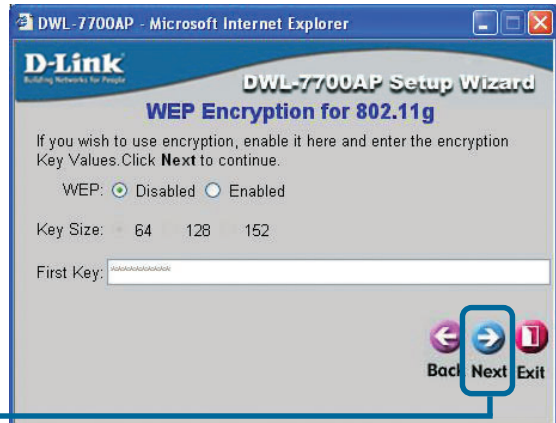 DWL-7700AP - Microsoft Internet Explorer
D-Link
Building Networks for People
DWL-7700AP Setup Wizard
WEP Encryption for 802.11g
If you wish to use encryption, enable it here and enter the encryption
Key Values.Click Next to continue.
WEP: Disabled Enabled
Key Size: 64 128 152
First Key: **********
Back Next Exit